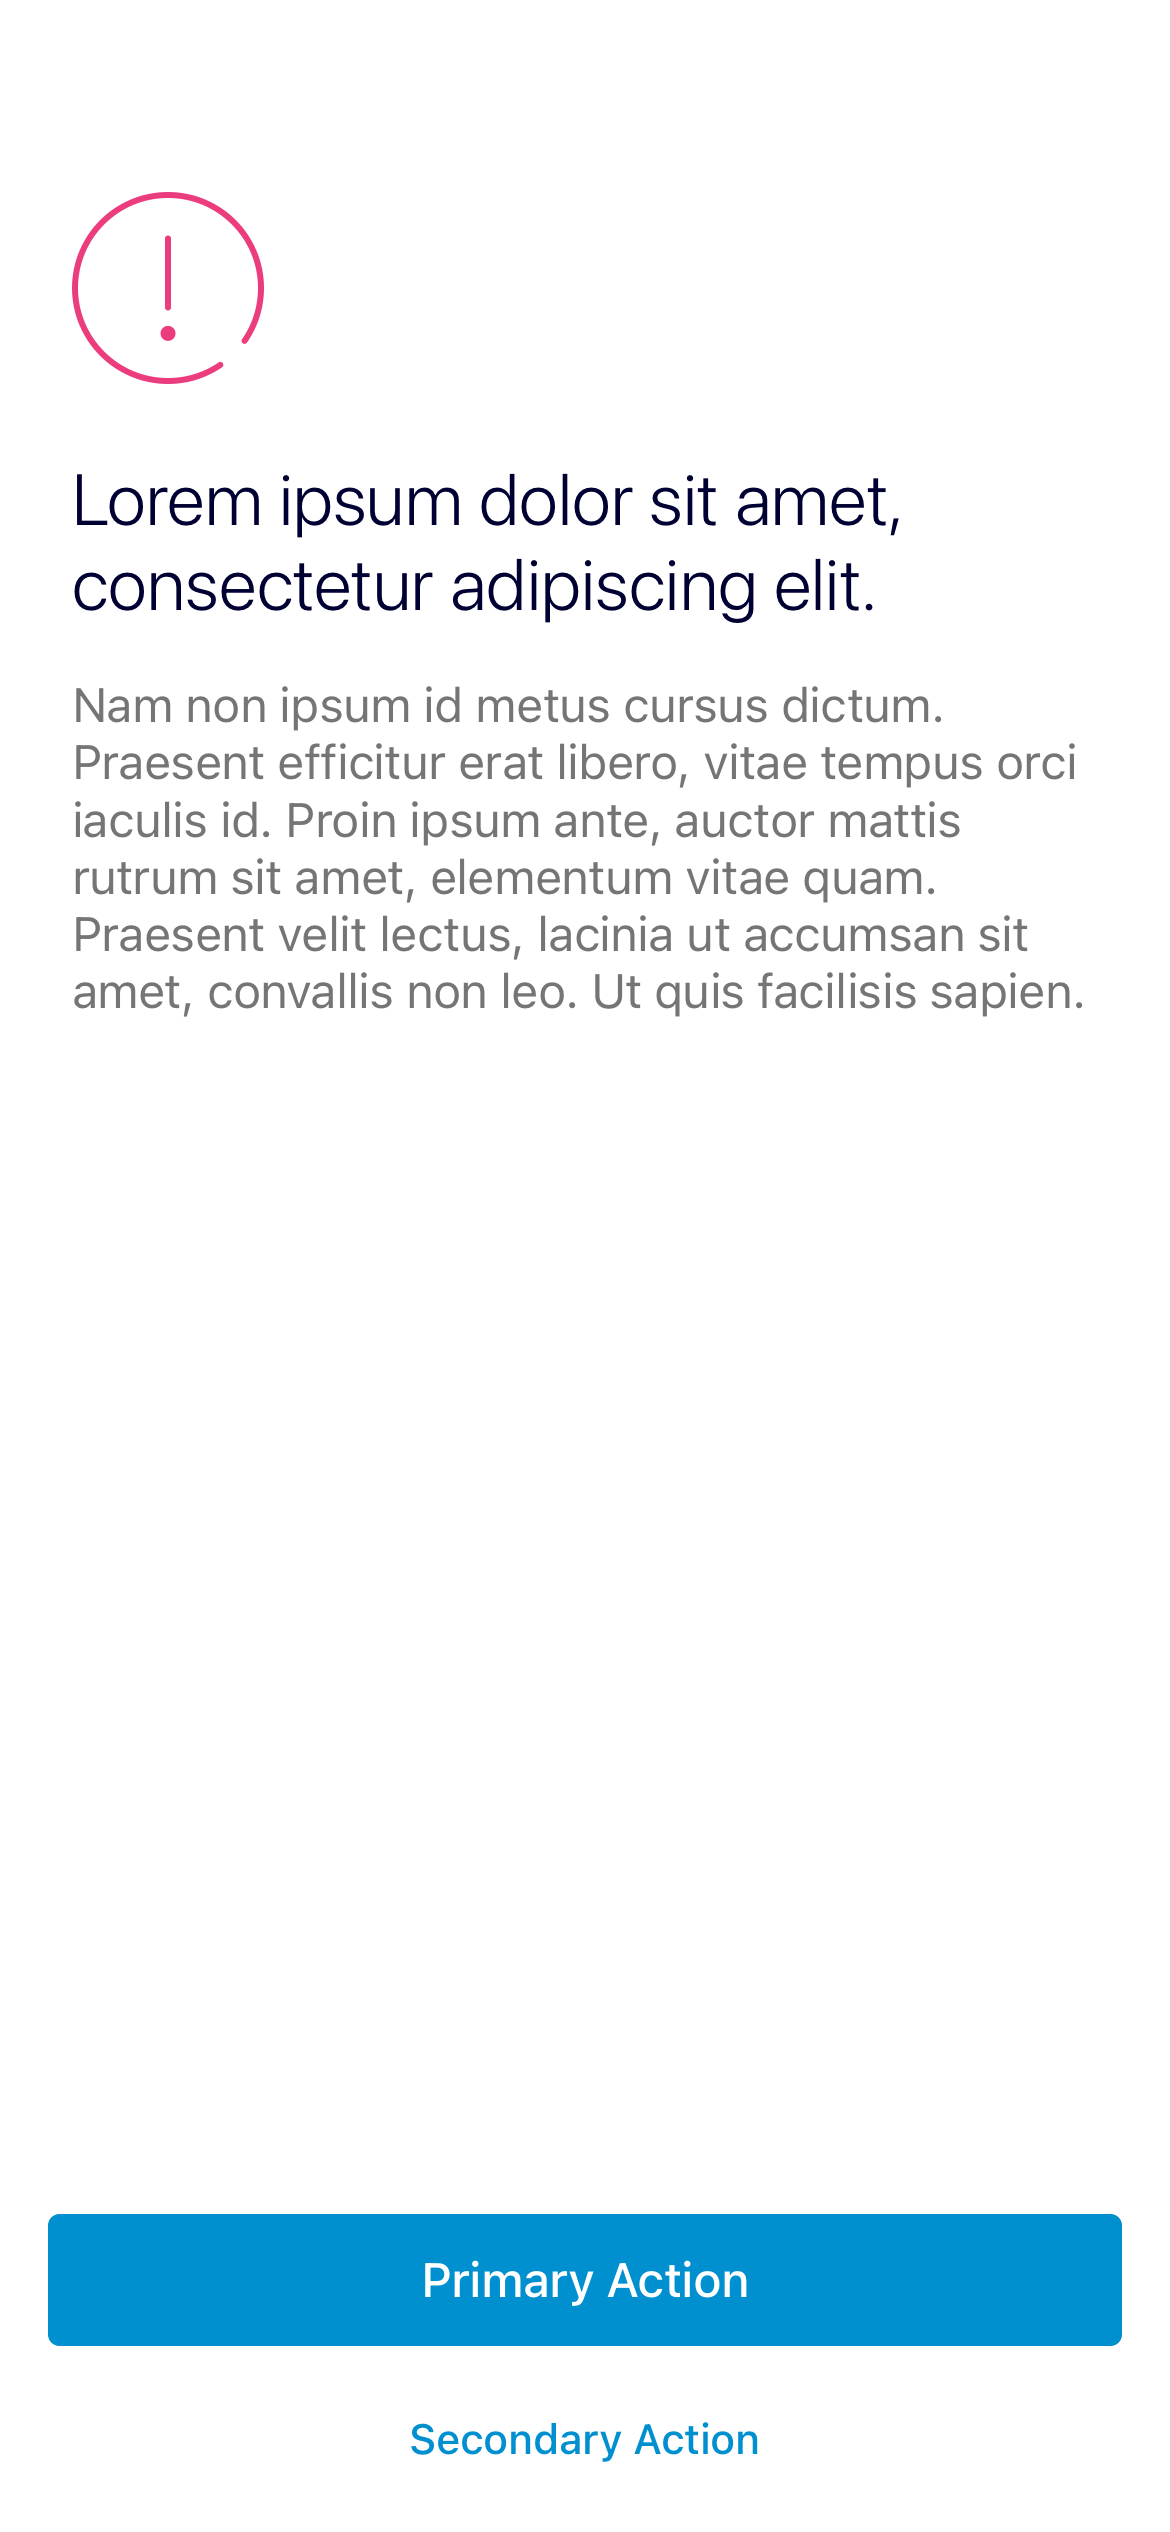 Lorem ipsum dolor sit amet,
consectetur adipiscing elit.
Nam non ipsum id metus cursus dictum.
Praesent efficitur erat libero, vitae tempus orci
iaculis id. Proin ipsum ante, auctor mattis
rutrum sit amet, elementum vitae quam.
Praesent velit lectus, lacinia ut accumsan sit
amet, convallis non leo. Ut quis facilisis sapien.
Primary Action
Secondary Action